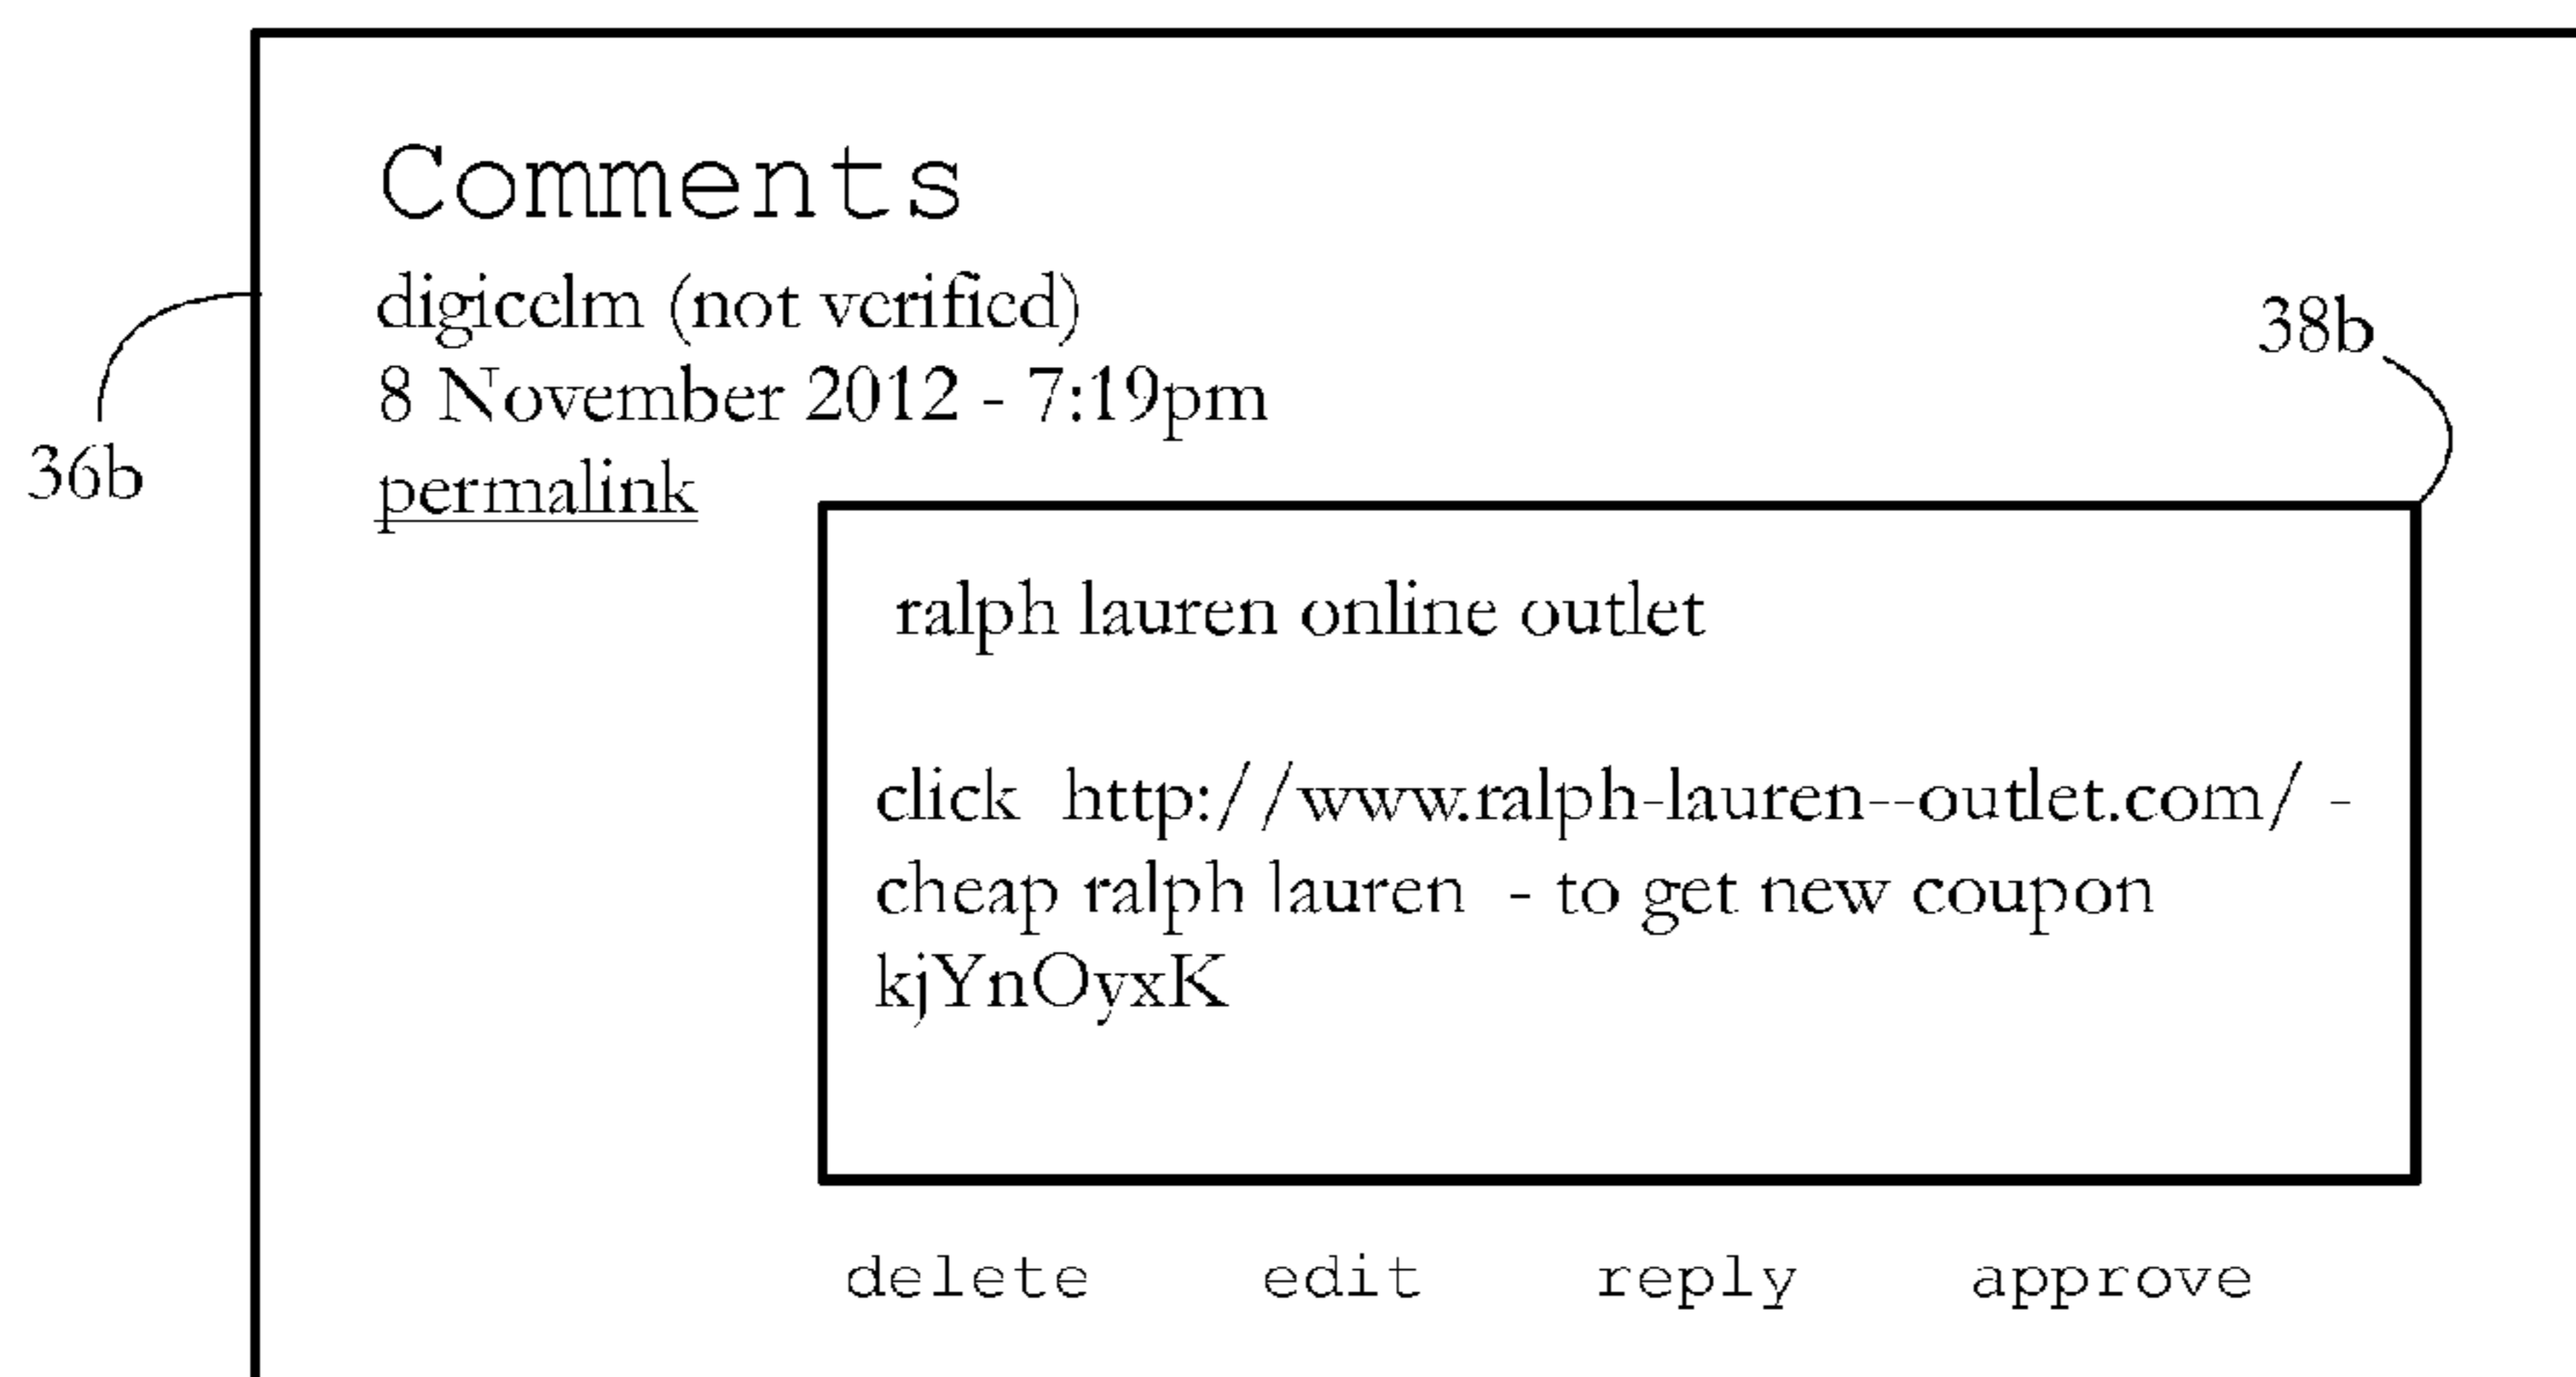 Comments
digicelm (not verified)
8 November 2012 - 7:19pm
38b
36b
permalink
ralph lauren online outlet
click http://www.ralph-lauren--outlet.com/ -
cheap ralph lauren - to get new coupon
kjYnOyxK
delete edit reply approve